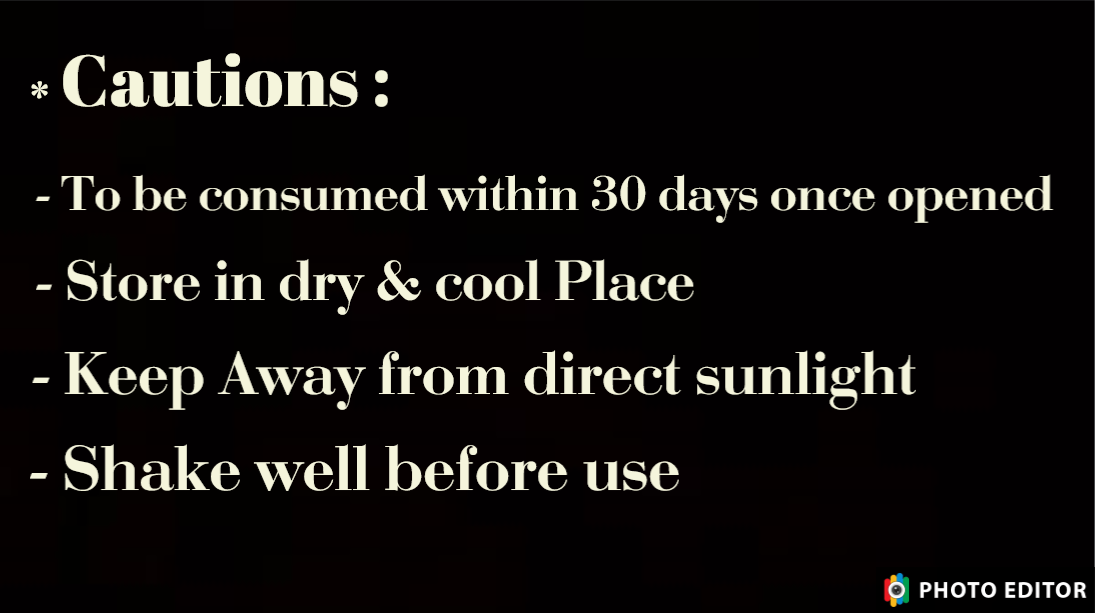 * Cautions :
- To be consumed within 30 days once opened
- Store in dry & cool Place
- Keep Away from direct sunlight
- Shake well before use
PHOTO EDITOR